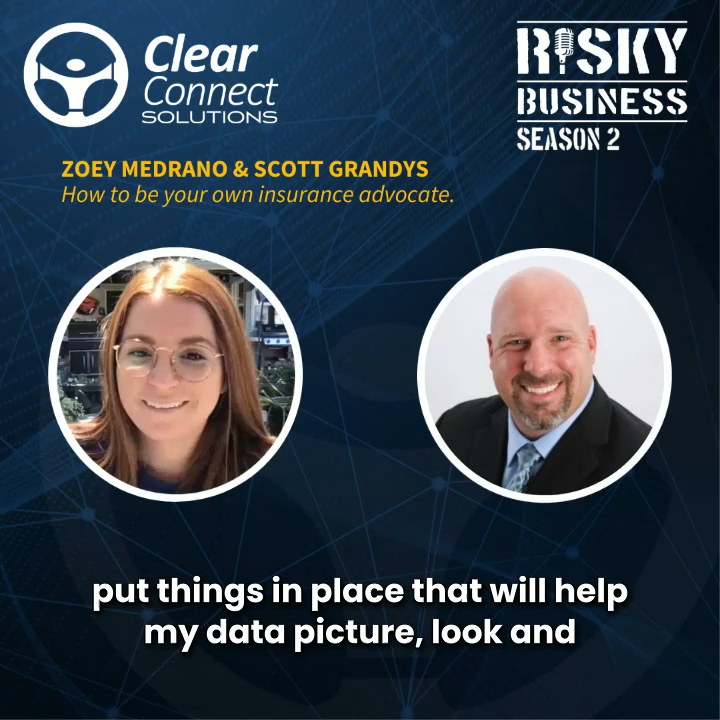 Clear
Connect
SOLUTIONS
RISKY
BUSINESS
SEASON 2
ZOEY MEDRANO & SCOTT GRANDYS
How to be your own insurance advocate.
put things in place that will help
my data picture, look and